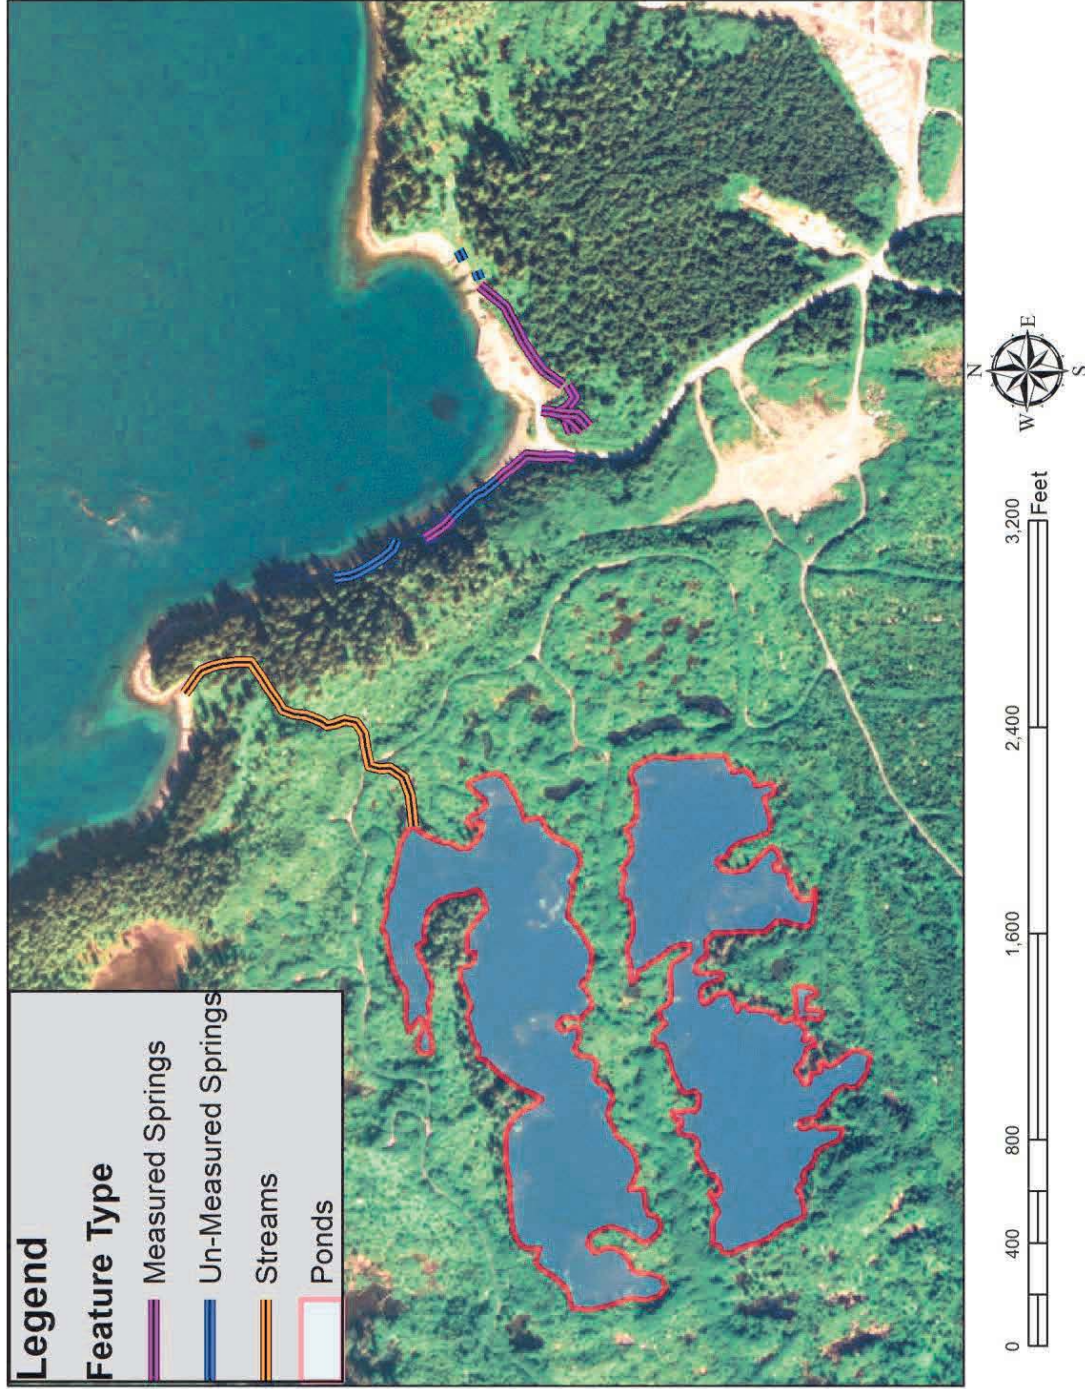 Legend
Feature Type
Measured Springs
Un-Measured Springs
Streams
Ponds
N
W
E
S
0 400 800 1,600 2,400 3,200
Feet